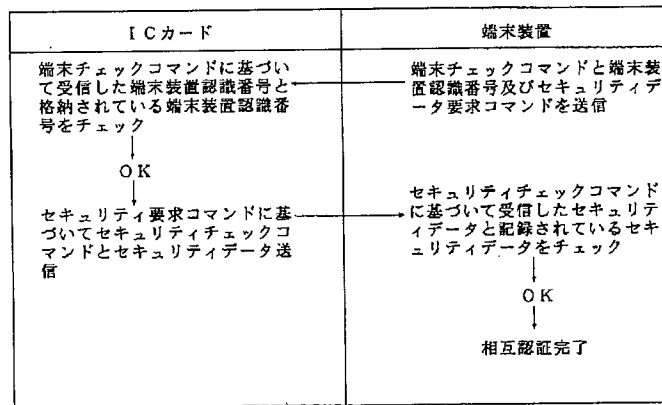 ICカード
端末装置
端末チェックコマンドに基づい
て受信した端末装置認識番号と
格納されている端末装置認識番
号をチェック
端末チェックコマンドと端末装
置認識番号及びセキュリティデ
ータ要求コマンドを送信
OK
セキュリティ要求コマンドに基
づいてセキュリティチェックコ
マンドとセキュリティデータ送
信
セキュリティチェックコマンド
に基づいて受信したセキュリテ
ィデータと記録されているセキ
ュリティデータをチェック
OK
相互認証完了